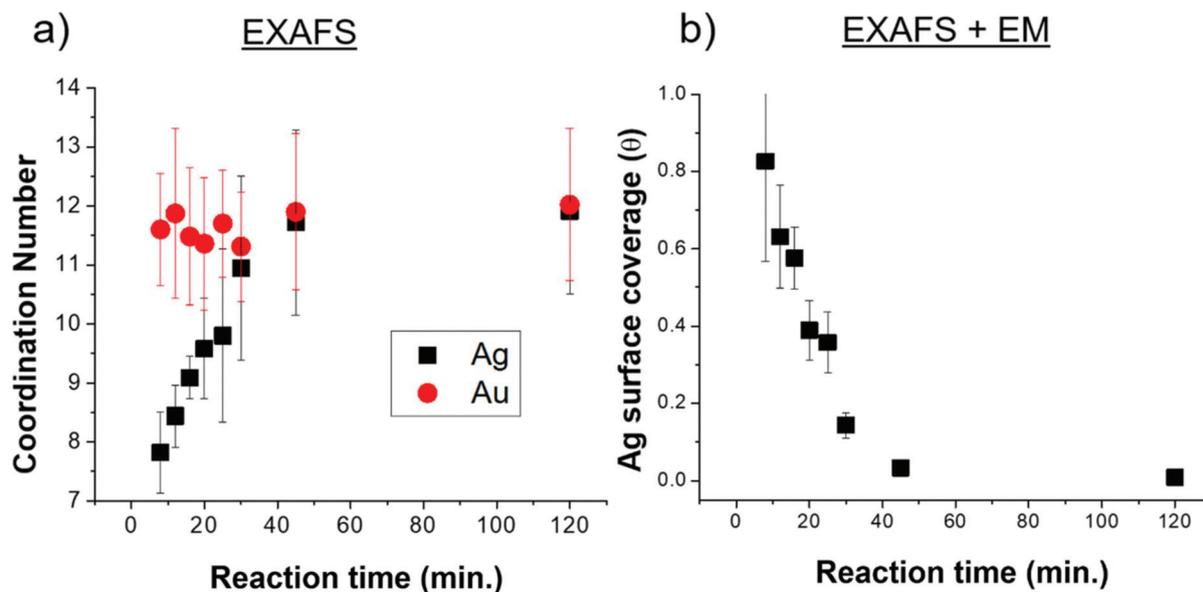 a)
EXAFS
14
13
12
11
10
9
8
7
Coordination Number
Ag
Au
0 20 40 60 80 100 120
Reaction time (min.)
b)
EXAFS + EM
1.0
0.8
0.6
0.4
0.2
0.0
Ag surface coverage (θ)
0 20 40 60 80 100 120
Reaction time (min.)